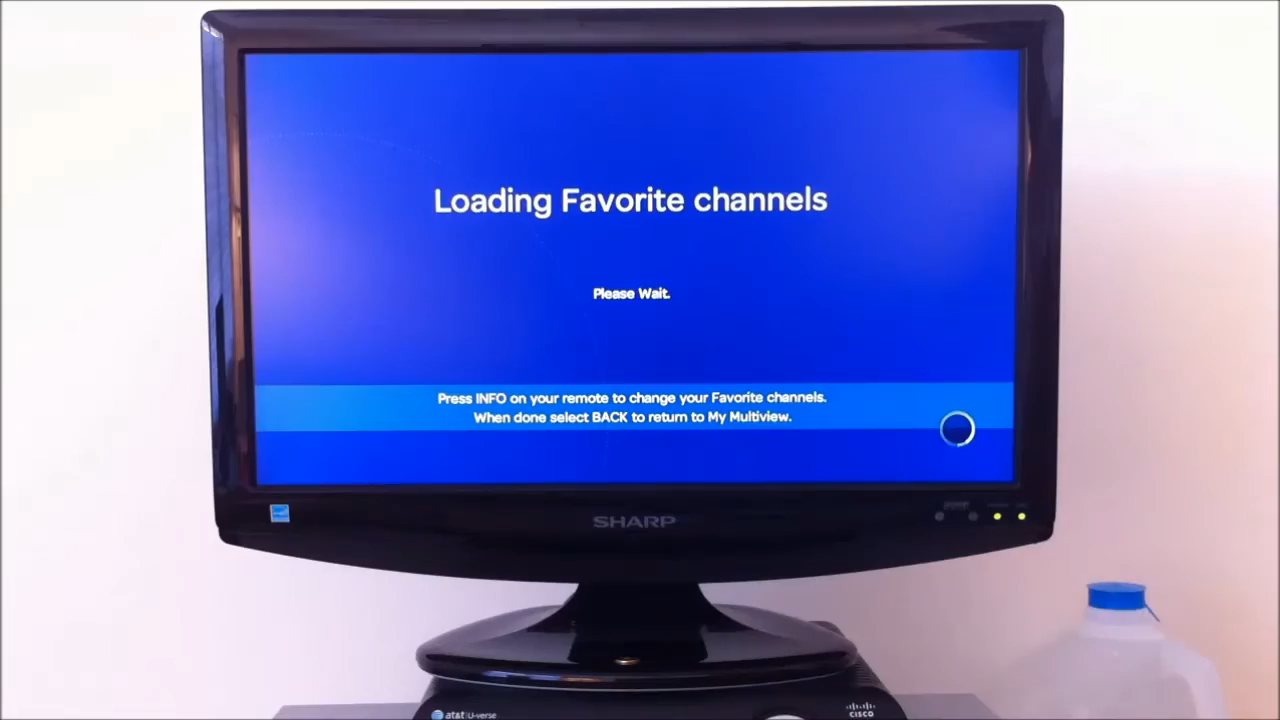 Loading Favorite channels
Please Wait.
Press INFO on your remote to change your Favorite channels.
When done select BACK to return to My Multiview.
SHARP
at&t U-verse
CISCO